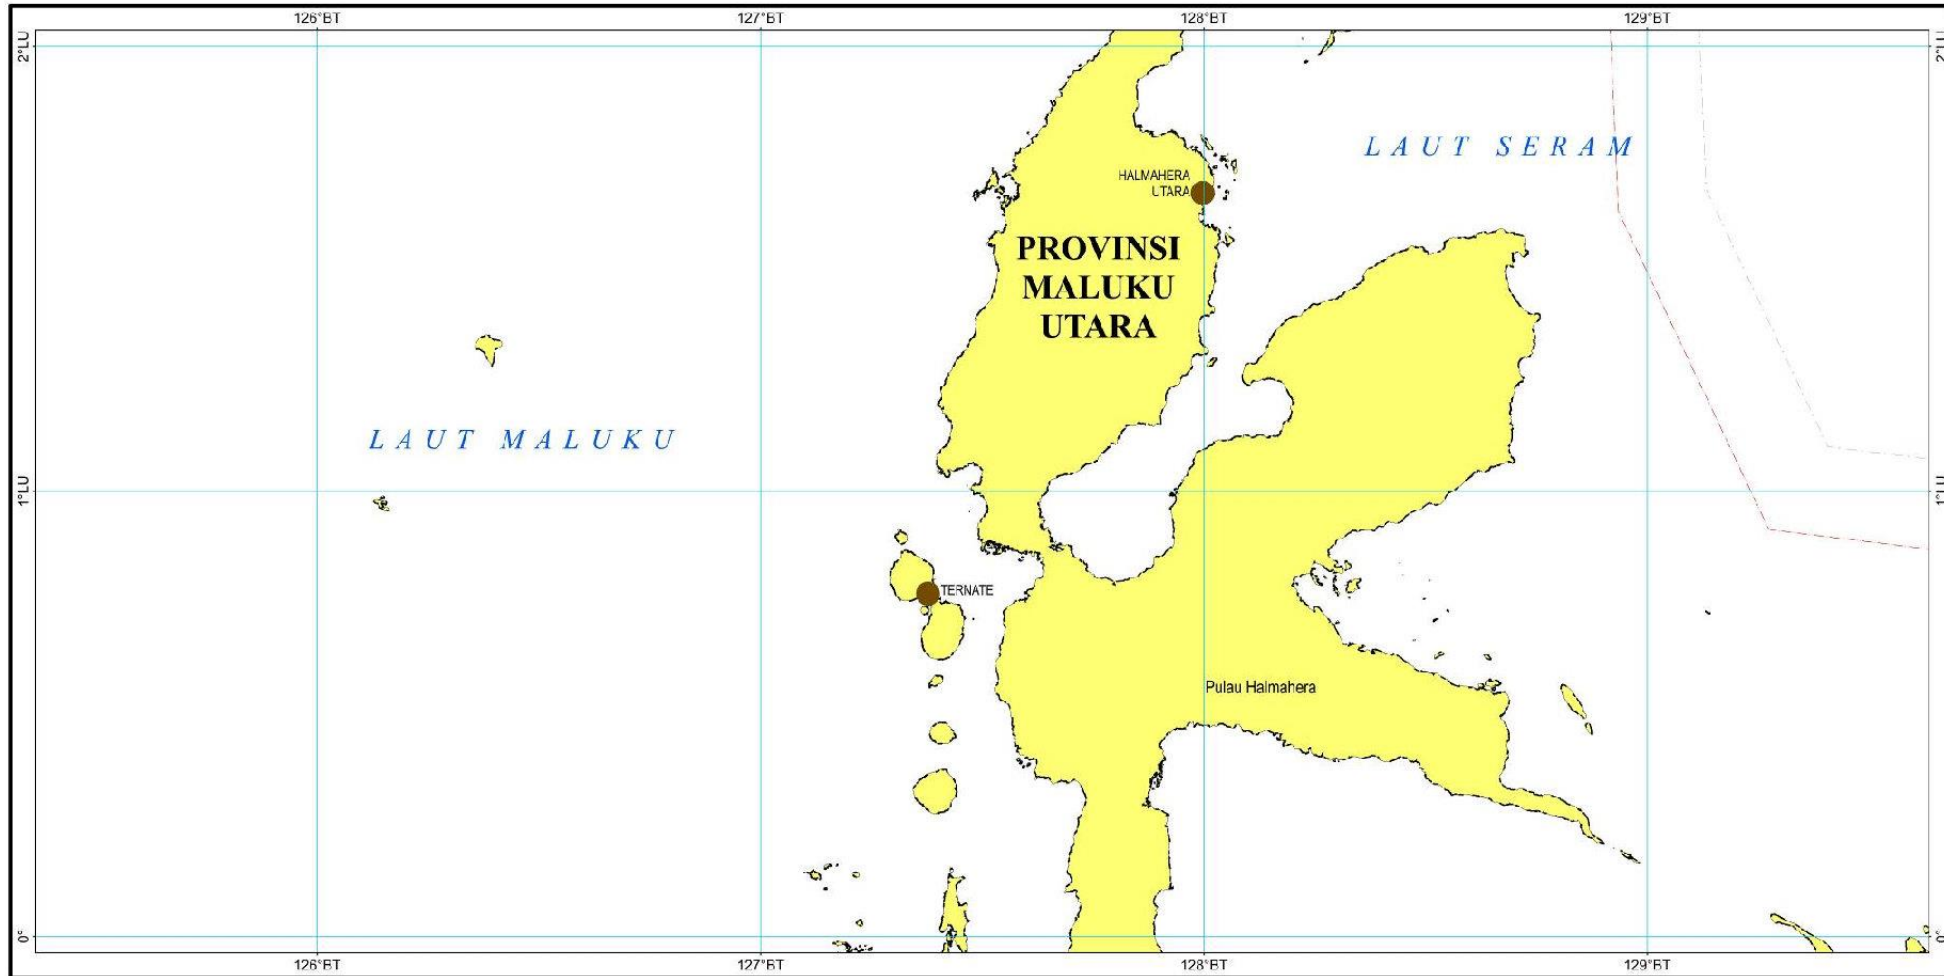 126°BT 127°BT 128°BT 129°BT
2°LU 2°LU
LAUT SERAM
HALMAHERA
UTARA
PROVINSI
MALUKU
UTARA
LAUT MALUKU
1°LU 1°LU
TERNATE
Pulau Halmahera
0° 0°
126°BT 127°BT 128°BT 129°BT